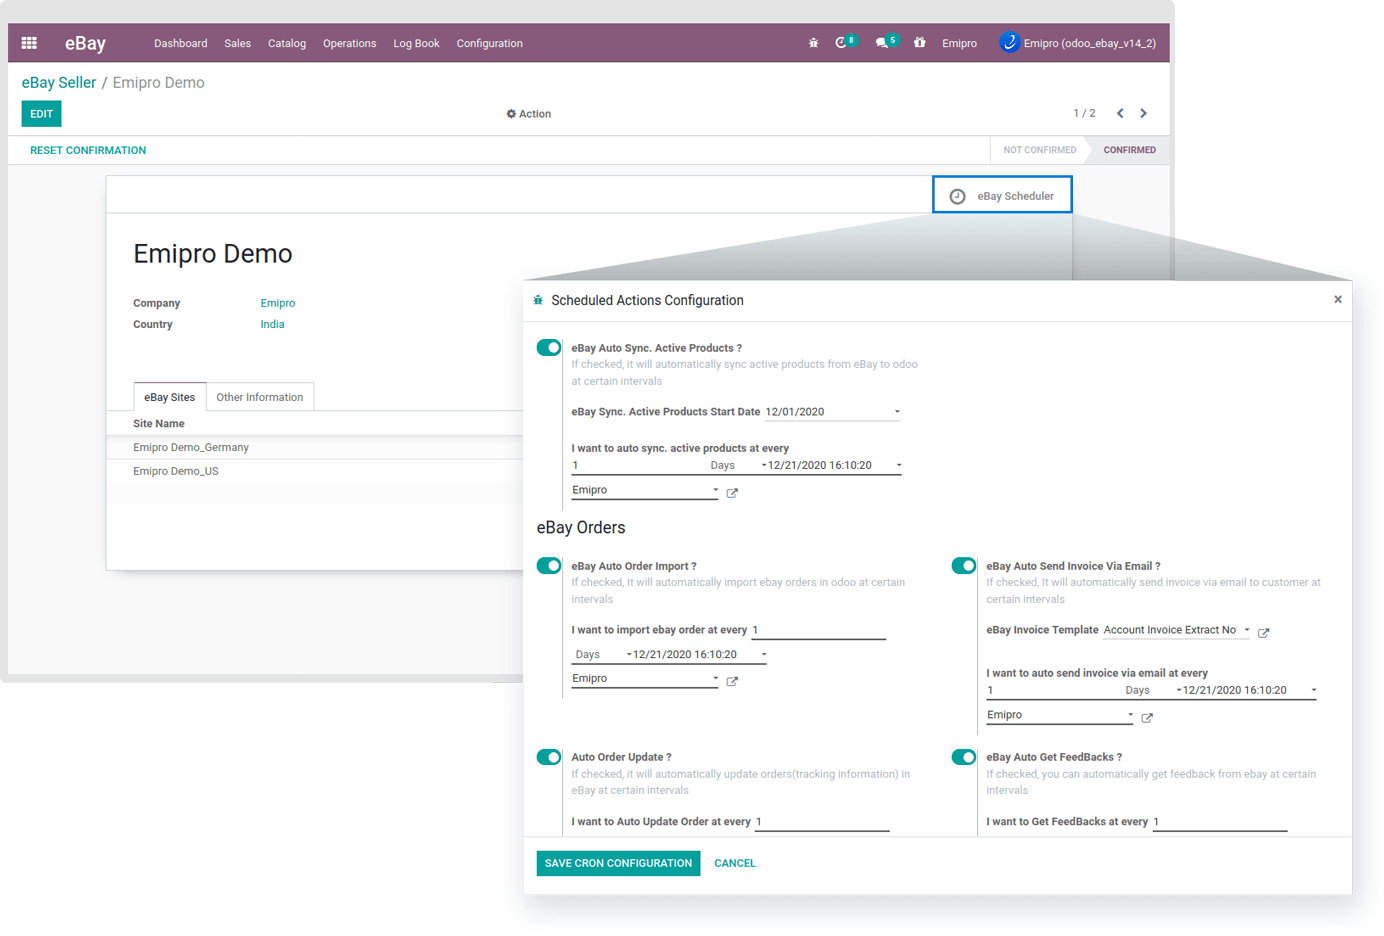 eBay Dashboard Sales Catalog Operations Log Book Configuration 8 5 Emipro Emipro (odoo_ebay_v14_2)
eBay Seller / Emipro Demo
EDIT Action 1 / 2
RESET CONFIRMATION NOT CONFIRMED CONFIRMED
eBay Scheduler
Emipro Demo
Company Emipro
Country India
eBay Sites Other Information
Site Name
Emipro Demo_Germany
Emipro Demo_US
Scheduled Actions Configuration ×
eBay Auto Sync. Active Products ?
If checked, it will automatically sync active products from eBay to odoo
at certain intervals
eBay Sync. Active Products Start Date 12/01/2020
I want to auto sync. active products at every
1 Days 12/21/2020 16:10:20
Emipro
eBay Orders
eBay Auto Order Import ?
If checked, It will automatically import ebay orders in odoo at certain
intervals
I want to import ebay order at every 1
Days 12/21/2020 16:10:20
Emipro
eBay Auto Send Invoice Via Email ?
If checked, It will automatically send invoice via email to customer at
certain intervals
eBay Invoice Template Account Invoice Extract No
I want to auto send invoice via email at every
1 Days 12/21/2020 16:10:20
Emipro
Auto Order Update ?
If checked, it will automatically update orders(tracking information) in
eBay at certain intervals
I want to Auto Update Order at every 1
eBay Auto Get FeedBacks ?
If checked, you can automatically get feedback from ebay at certain
intervals
I want to Get FeedBacks at every 1
SAVE CRON CONFIGURATION CANCEL